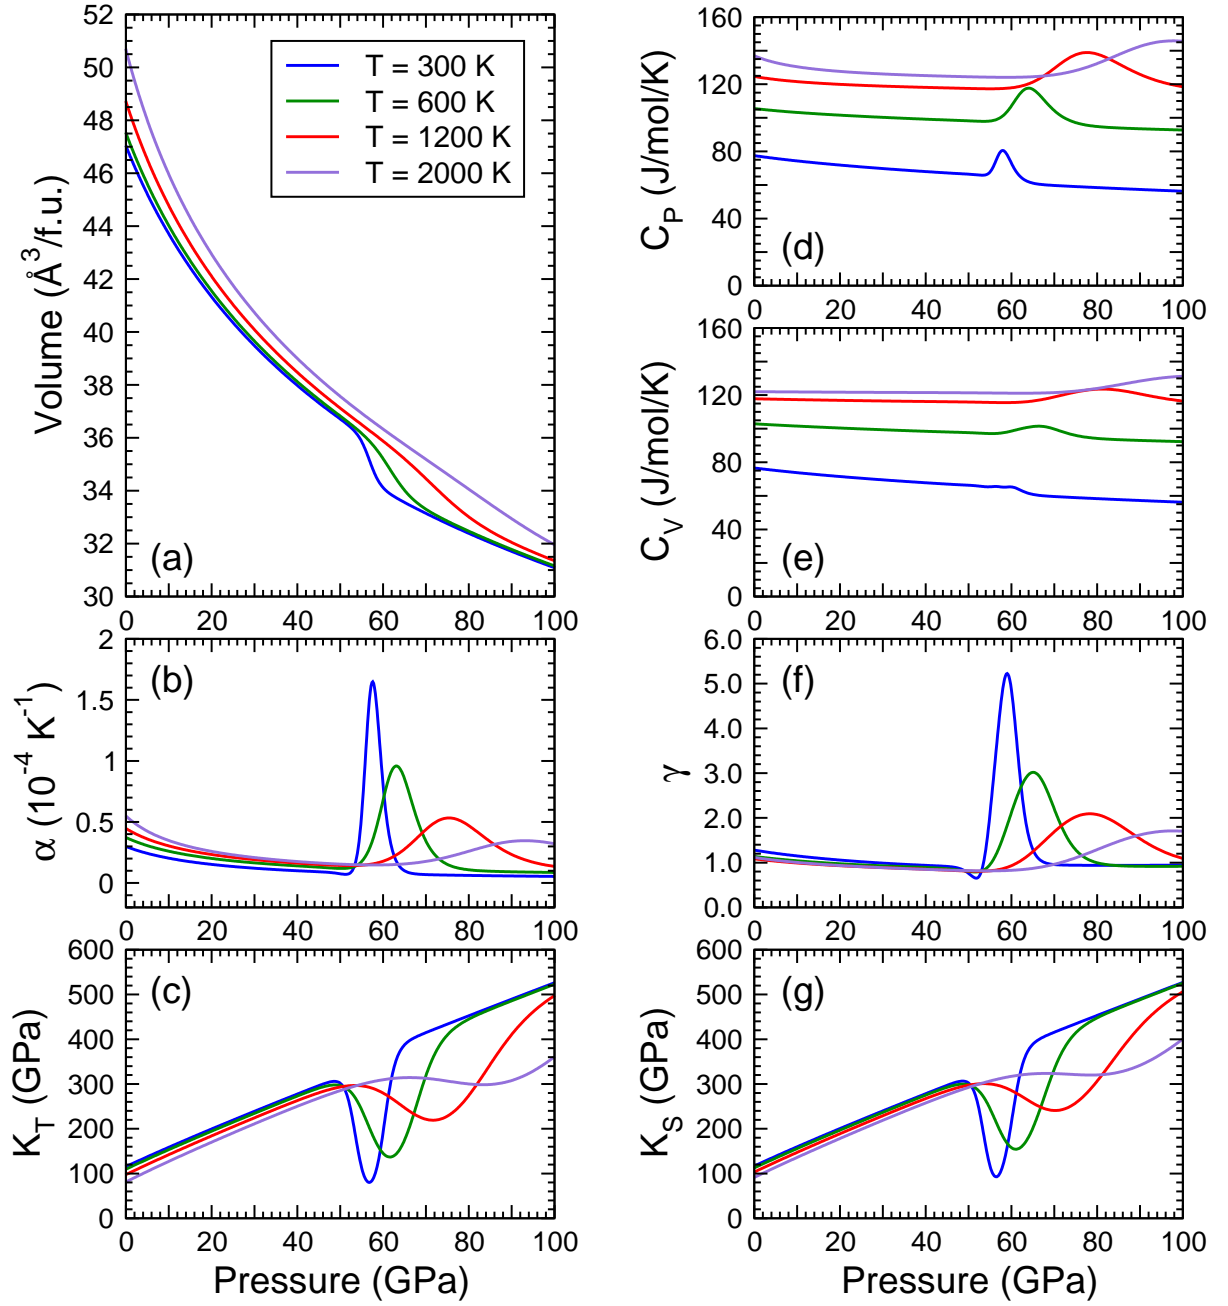 52
50
48
46
44
42
40
38
36
34
32
30
Volume (Å³/f.u.)
T = 300 K
T = 600 K
T = 1200 K
T = 2000 K
(a)
0 20 40 60 80 100
2
1.5
1
0.5
0
α (10⁻⁴ K⁻¹)
(b)
0 20 40 60 80 100
600
500
400
300
200
100
0
K_T (GPa)
(c)
0 20 40 60 80 100
Pressure (GPa)
160
120
80
40
0
C_P (J/mol/K)
(d)
0 20 40 60 80 100
160
120
80
40
0
C_V (J/mol/K)
(e)
0 20 40 60 80 100
6.0
5.0
4.0
3.0
2.0
1.0
0.0
γ
(f)
0 20 40 60 80 100
600
500
400
300
200
100
0
K_S (GPa)
(g)
0 20 40 60 80 100
Pressure (GPa)